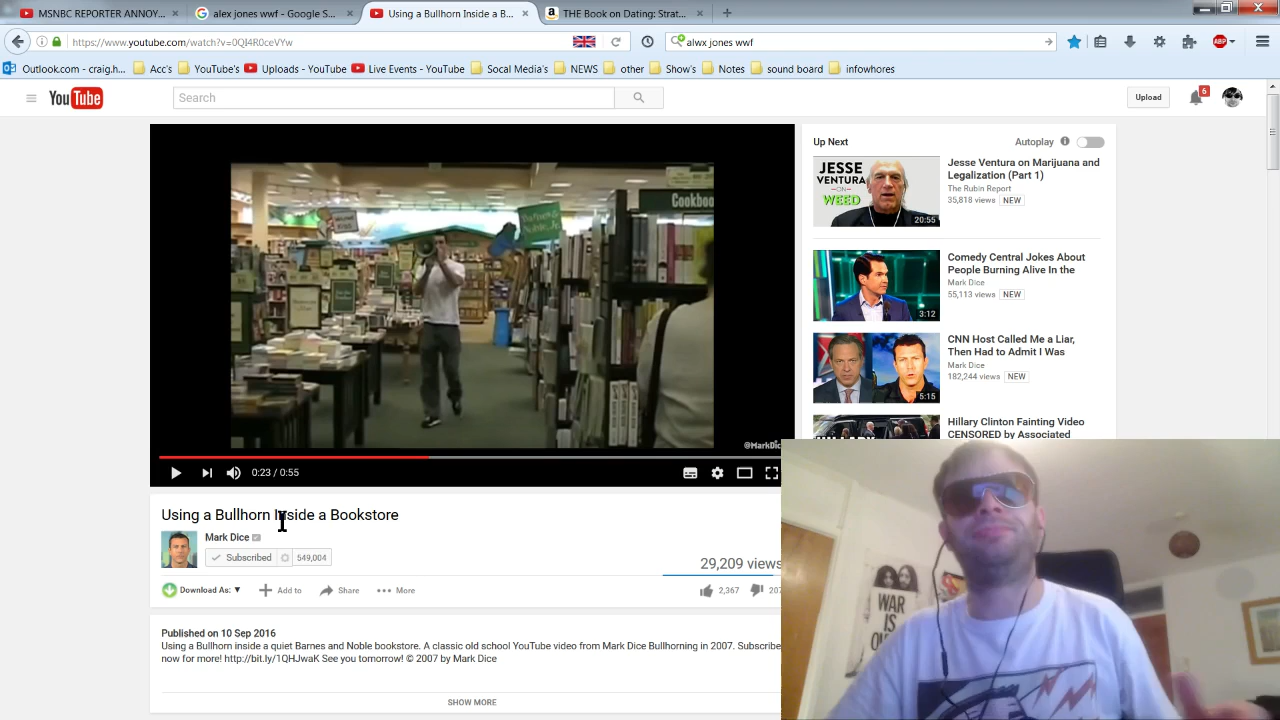 MSNBC REPORTER ANNOY...
alex jones wwf - Google S...
Using a Bullhorn Inside a B...
THE Book on Dating: Strat...
https://www.youtube.com/watch?v=0QI4R0ceVYw
alwx jones wwf
ABP
Outlook.com - craig.h...
Acc's
YouTube's
Uploads - YouTube
Live Events - YouTube
Socal Media's
NEWS
other
Show's
Notes
sound board
infowhores
YouTube
Search
Upload
6
Up Next
Autoplay
JESSE
VENTURA
ON
WEED
20:55
Jesse Ventura on Marijuana and
Legalization (Part 1)
The Rubin Report
35,818 views NEW
3:12
Comedy Central Jokes About
People Burning Alive In the
Mark Dice
55,113 views NEW
5:15
CNN Host Called Me a Liar,
Then Had to Admit I Was
Mark Dice
182,244 views NEW
Hillary Clinton Fainting Video
CENSORED by Associated
Cookboo
@MarkDic
0:23 / 0:55
Using a Bullhorn Inside a Bookstore
Mark Dice
Subscribed 549,004
29,209 views
Download As:
Add to
Share
More
2,367
207
Published on 10 Sep 2016
Using a Bullhorn inside a quiet Barnes and Noble bookstore. A classic old school YouTube video from Mark Dice Bullhorning in 2007. Subscribe
now for more! http://bit.ly/1QHJwaK See you tomorrow! © 2007 by Mark Dice
SHOW MORE
WAR
IS